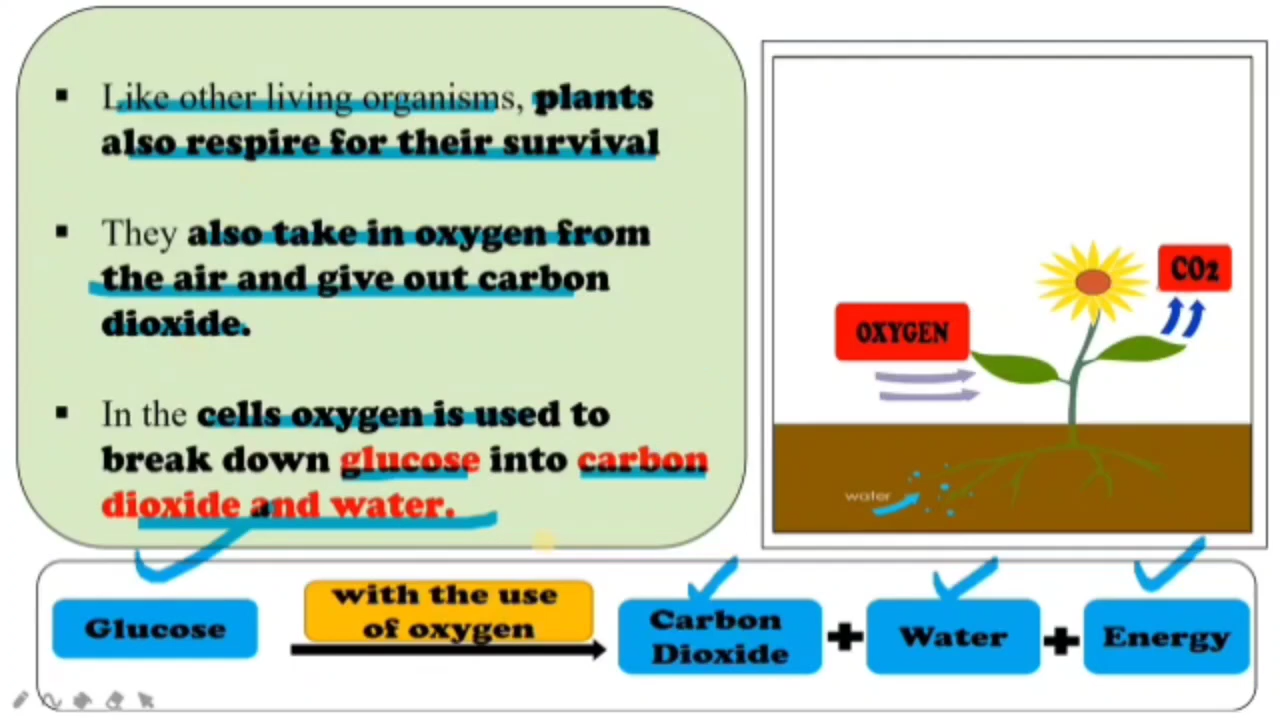 Like other living organisms, plants
also respire for their survival
They also take in oxygen from
the air and give out carbon
dioxide.
In the cells oxygen is used to
break down glucose into carbon
dioxide and water.
OXYGEN
CO2
water
Glucose
with the use
of oxygen
Carbon
Dioxide
+
Water
+
Energy